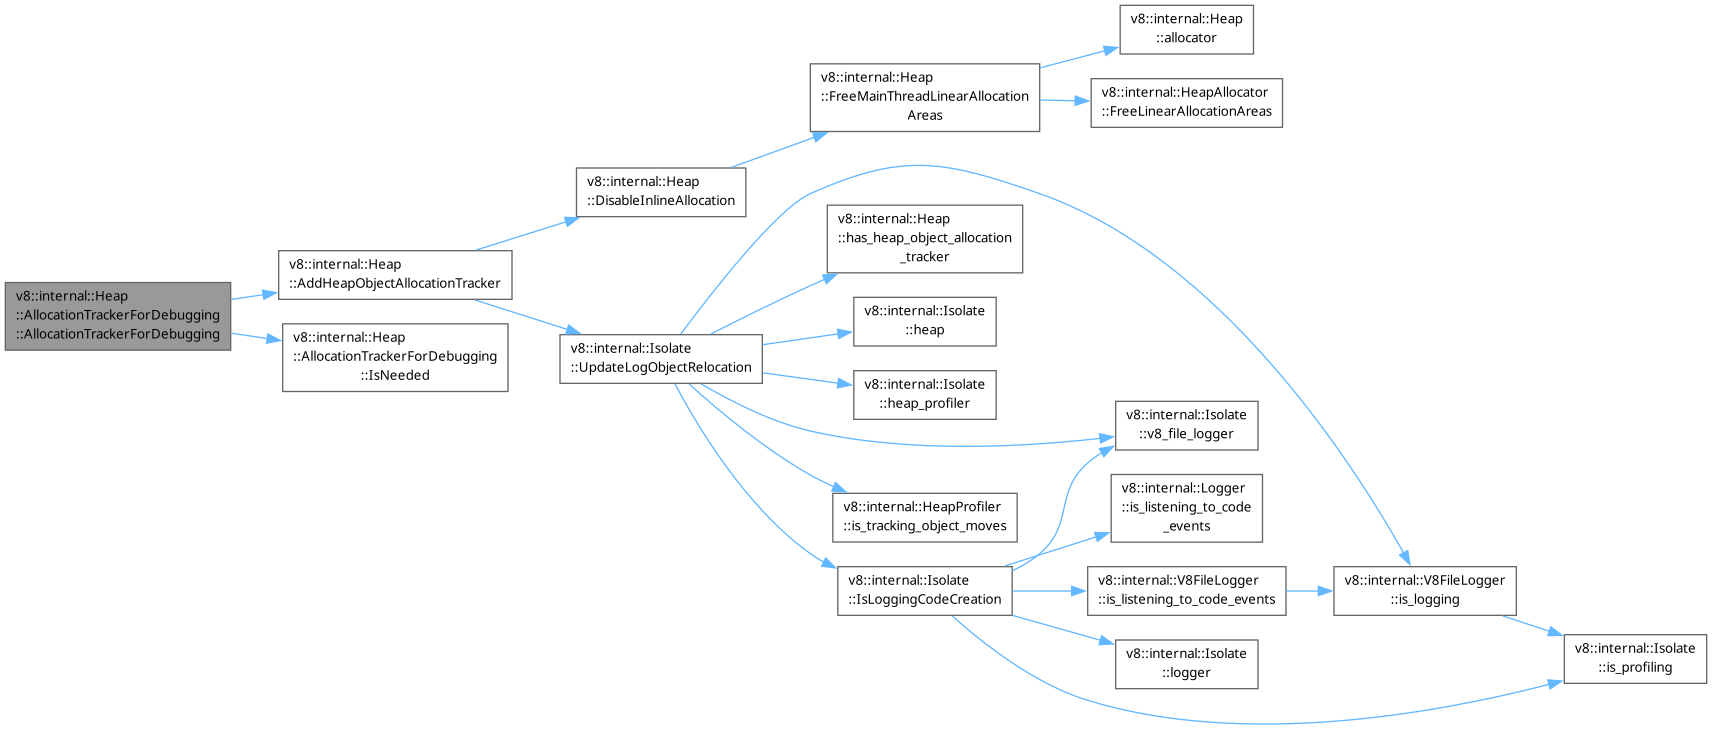 v8::internal::Heap
::AllocationTrackerForDebugging
::AllocationTrackerForDebugging
v8::internal::Heap
::AddHeapObjectAllocationTracker
v8::internal::Heap
::AllocationTrackerForDebugging
::IsNeeded
v8::internal::Heap
::DisableInlineAllocation
v8::internal::Isolate
::UpdateLogObjectRelocation
v8::internal::Heap
::FreeMainThreadLinearAllocation
Areas
v8::internal::Heap
::has_heap_object_allocation
_tracker
v8::internal::Isolate
::heap
v8::internal::Isolate
::heap_profiler
v8::internal::HeapProfiler
::is_tracking_object_moves
v8::internal::Isolate
::IsLoggingCodeCreation
v8::internal::Heap
::allocator
v8::internal::HeapAllocator
::FreeLinearAllocationAreas
v8::internal::Isolate
::v8_file_logger
v8::internal::Logger
::is_listening_to_code
_events
v8::internal::V8FileLogger
::is_listening_to_code_events
v8::internal::Isolate
::logger
v8::internal::V8FileLogger
::is_logging
v8::internal::Isolate
::is_profiling